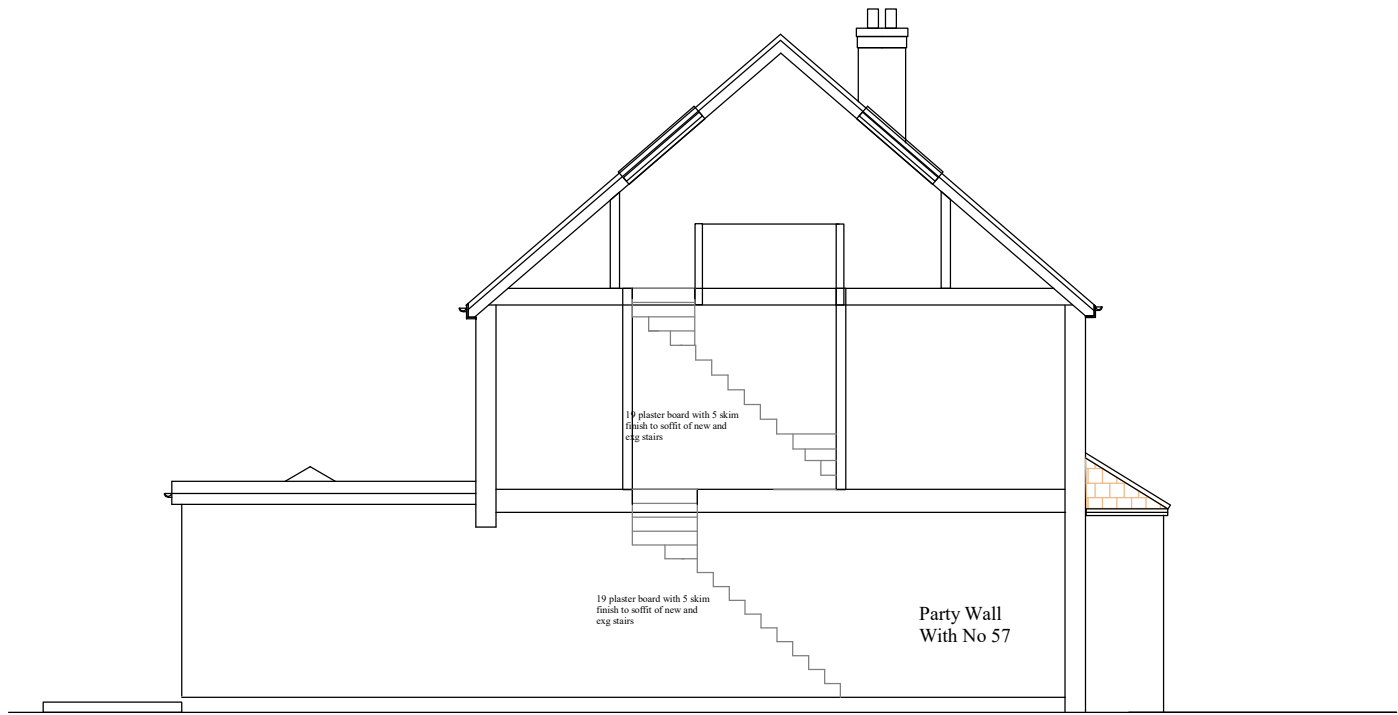 19 plaster board with 5 skim
finish to soffit of new and
exg stairs
19 plaster board with 5 skim
finish to soffit of new and
exg stairs
Party Wall
With No 57